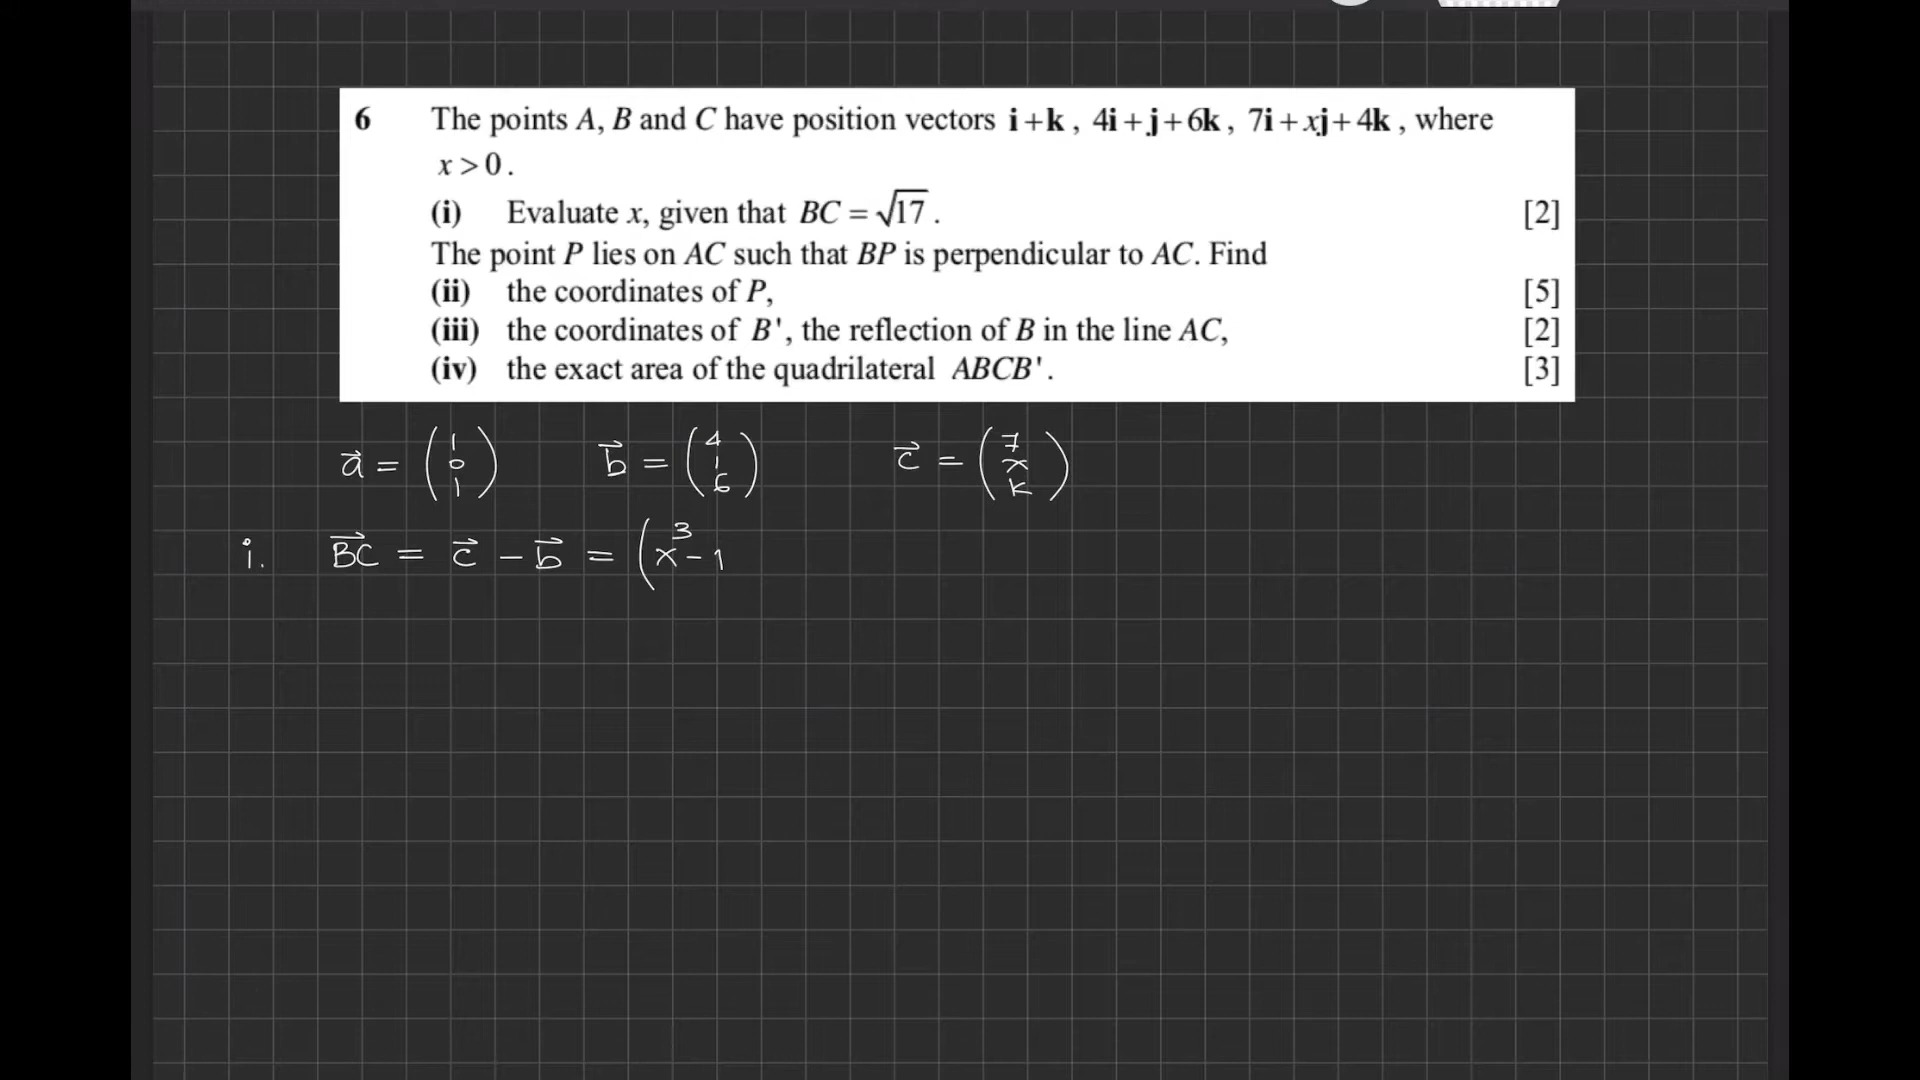 6 The points A, B and C have position vectors i+k, 4i+j+6k, 7i+xj+4k, where
x>0.
(i) Evaluate x, given that BC = √17. [2]
The point P lies on AC such that BP is perpendicular to AC. Find
(ii) the coordinates of P, [5]
(iii) the coordinates of B', the reflection of B in the line AC, [2]
(iv) the exact area of the quadrilateral ABCB'. [3]
a⃗ = (1 0 1) b⃗ = (4 1 6) c⃗ = (7 x k)
i. B⃗C⃗ = c⃗ - b⃗ = (3 x-1